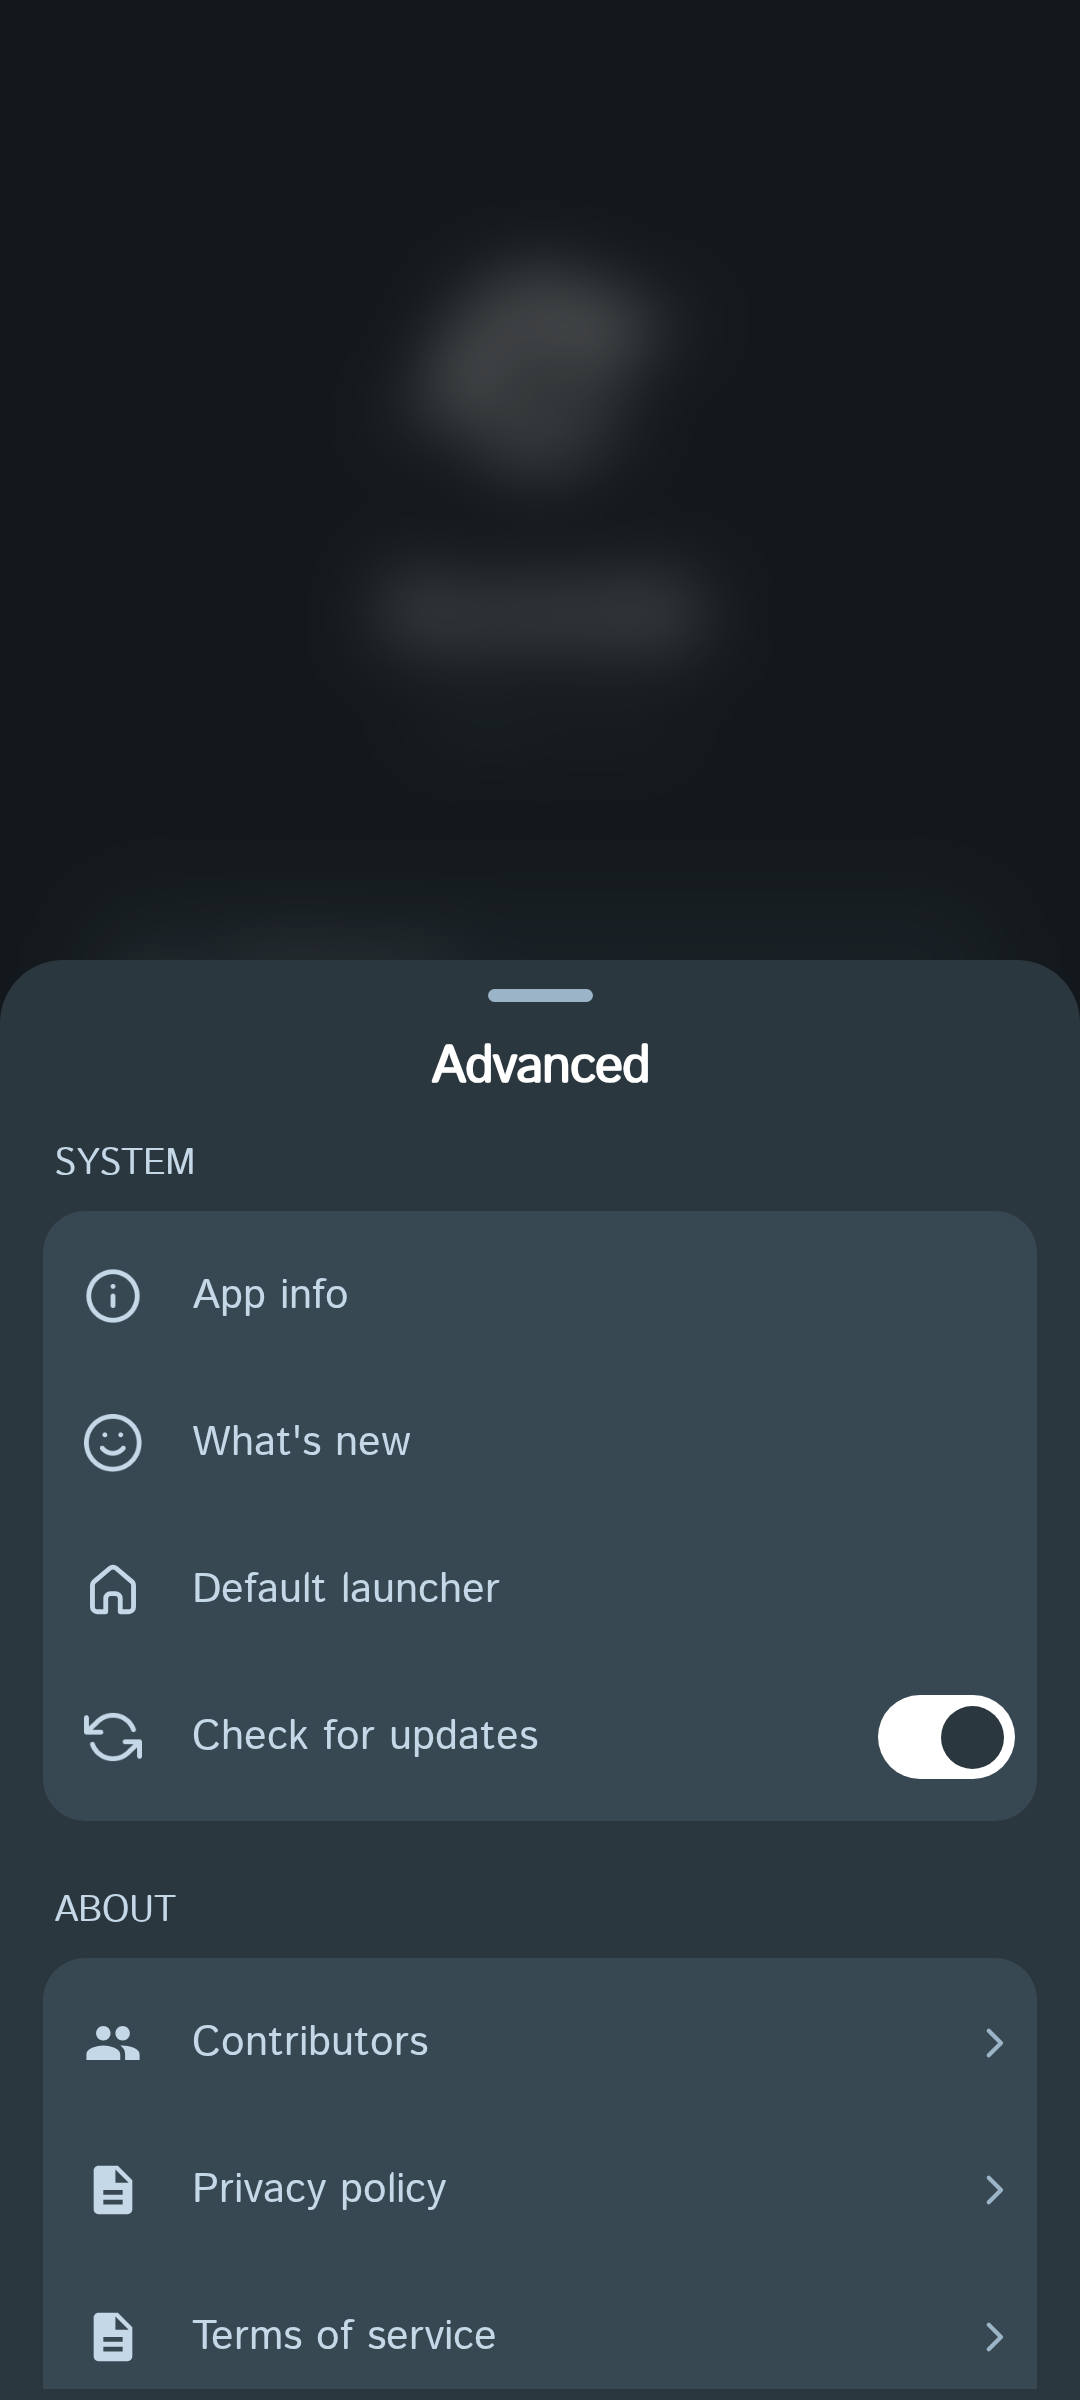 Advanced
SYSTEM
App info
What's new
Default launcher
Check for updates
ABOUT
Contributors
Privacy policy
Terms of service